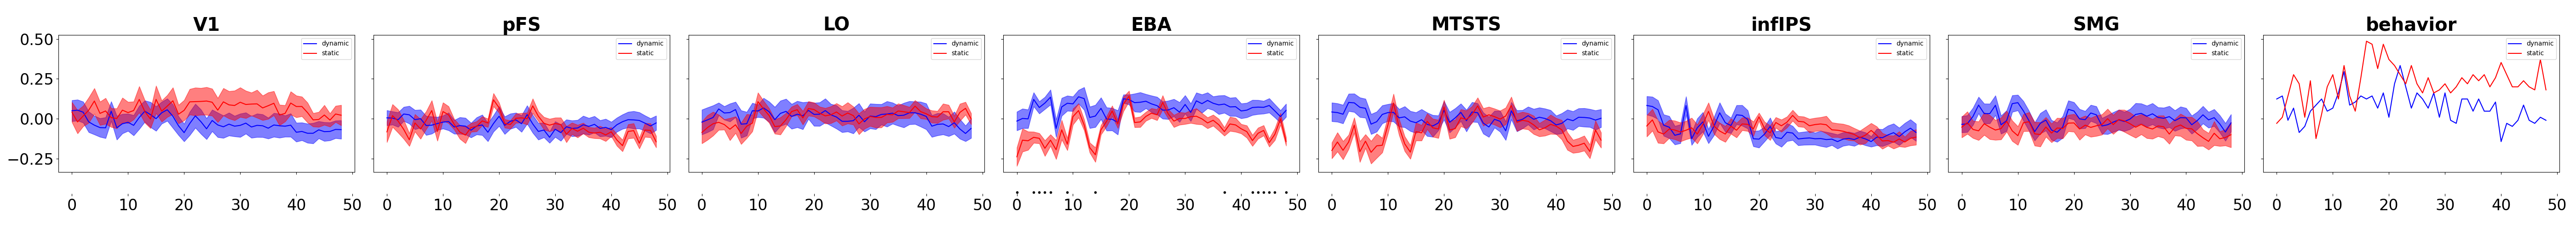 V1 pFS LO EBA MTSTS infIPS SMG behavior
dynamic dynamic dynamic dynamic dynamic dynamic dynamic dynamic
static static static static static static static static
0.50
0.25
0.00
−0.25
0 10 20 30 40 50 0 10 20 30 40 50 0 10 20 30 40 50 0 10 20 30 40 50 0 10 20 30 40 50 0 10 20 30 40 50 0 10 20 30 40 50 0 10 20 30 40 50